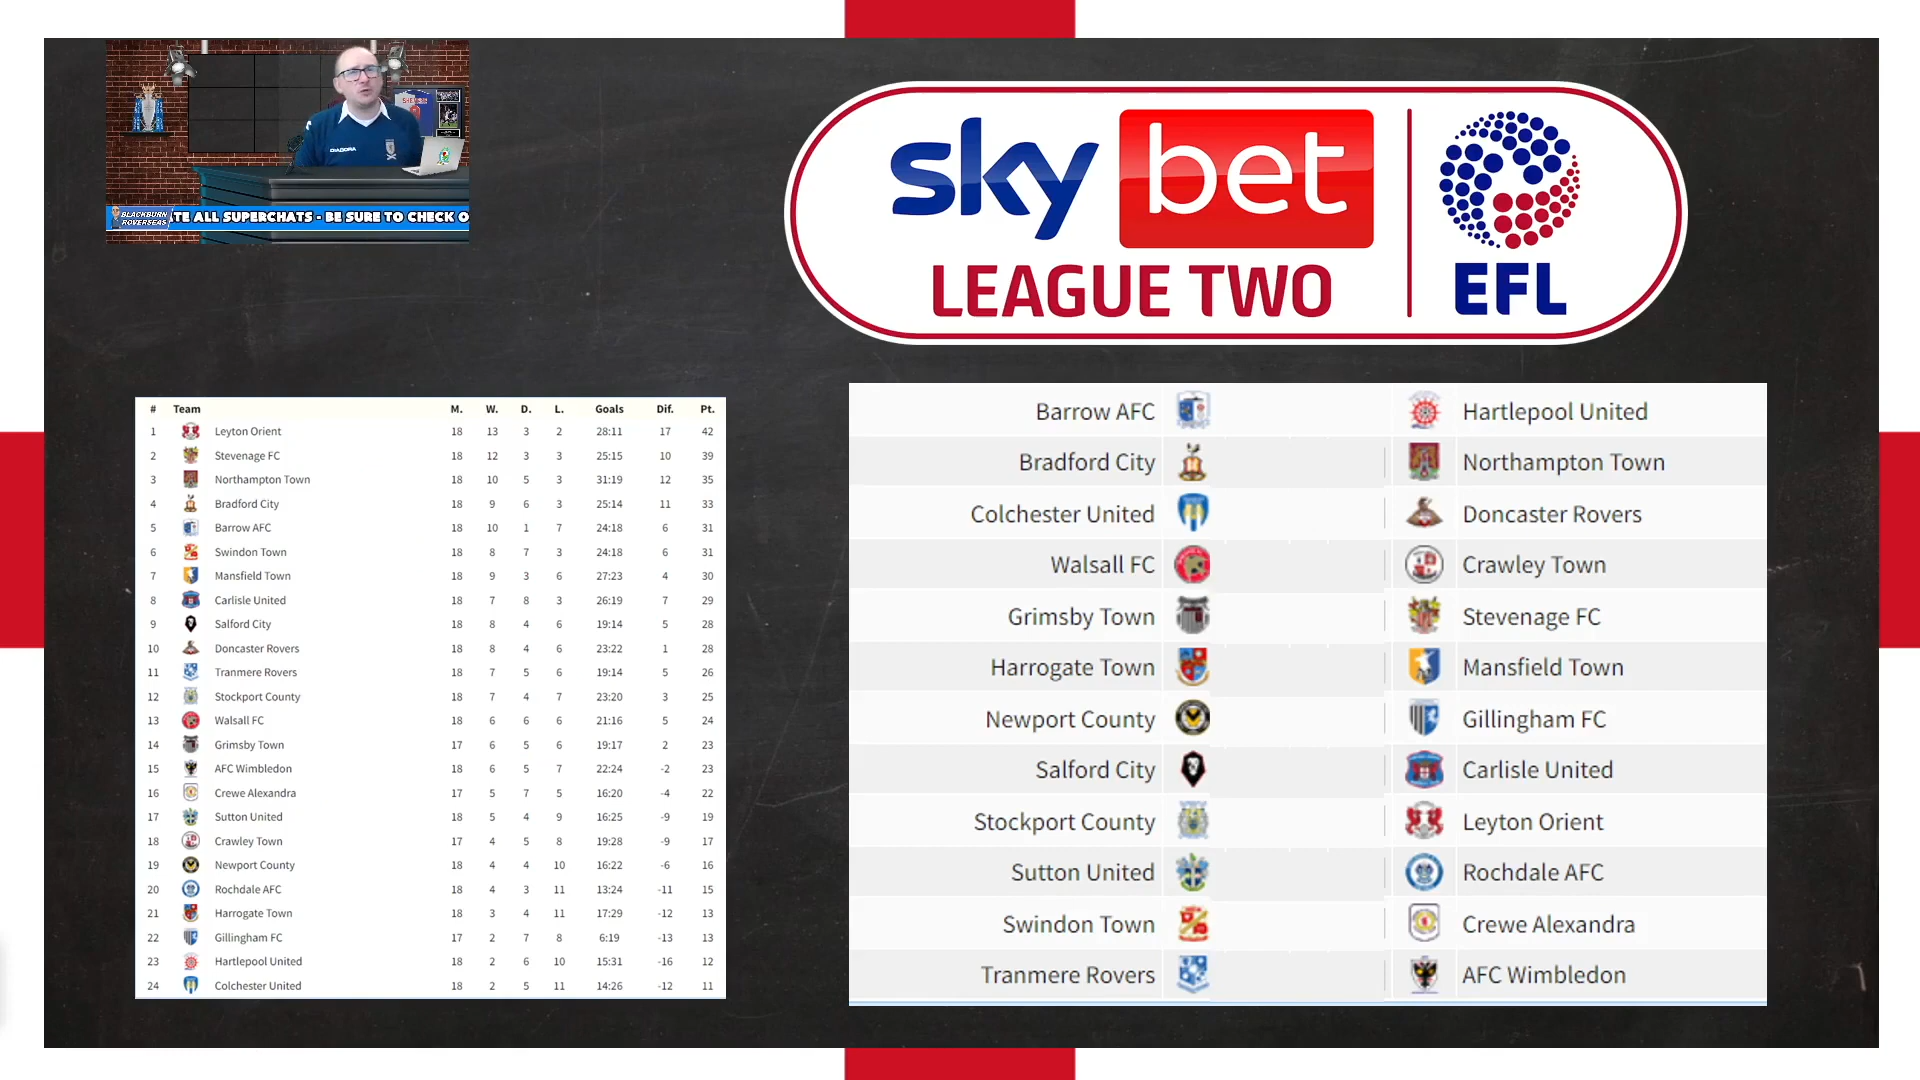 DIADORA
BLACKBURN
ROVERSEAS
TE ALL SUPERCHATS - BE SURE TO CHECK O
sky bet
LEAGUE TWO
EFL
# Team M. W. D. L. Goals Dif. Pt.
1 Leyton Orient 18 13 3 2 28:11 17 42
2 Stevenage FC 18 12 3 3 25:15 10 39
3 Northampton Town 18 10 5 3 31:19 12 35
4 Bradford City 18 9 6 3 25:14 11 33
5 Barrow AFC 18 10 1 7 24:18 6 31
6 Swindon Town 18 8 7 3 24:18 6 31
7 Mansfield Town 18 9 3 6 27:23 4 30
8 Carlisle United 18 7 8 3 26:19 7 29
9 Salford City 18 8 4 6 19:14 5 28
10 Doncaster Rovers 18 8 4 6 23:22 1 28
11 Tranmere Rovers 18 7 5 6 19:14 5 26
12 Stockport County 18 7 4 7 23:20 3 25
13 Walsall FC 18 6 6 6 21:16 5 24
14 Grimsby Town 17 6 5 6 19:17 2 23
15 AFC Wimbledon 18 6 5 7 22:24 -2 23
16 Crewe Alexandra 17 5 7 5 16:20 -4 22
17 Sutton United 18 5 4 9 16:25 -9 19
18 Crawley Town 17 4 5 8 19:28 -9 17
19 Newport County 18 4 4 10 16:22 -6 16
20 Rochdale AFC 18 4 3 11 13:24 -11 15
21 Harrogate Town 18 3 4 11 17:29 -12 13
22 Gillingham FC 17 2 7 8 6:19 -13 13
23 Hartlepool United 18 2 6 10 15:31 -16 12
24 Colchester United 18 2 5 11 14:26 -12 11
Barrow AFC Hartlepool United
Bradford City Northampton Town
Colchester United Doncaster Rovers
Walsall FC Crawley Town
Grimsby Town Stevenage FC
Harrogate Town Mansfield Town
Newport County Gillingham FC
Salford City Carlisle United
Stockport County Leyton Orient
Sutton United Rochdale AFC
Swindon Town Crewe Alexandra
Tranmere Rovers AFC Wimbledon